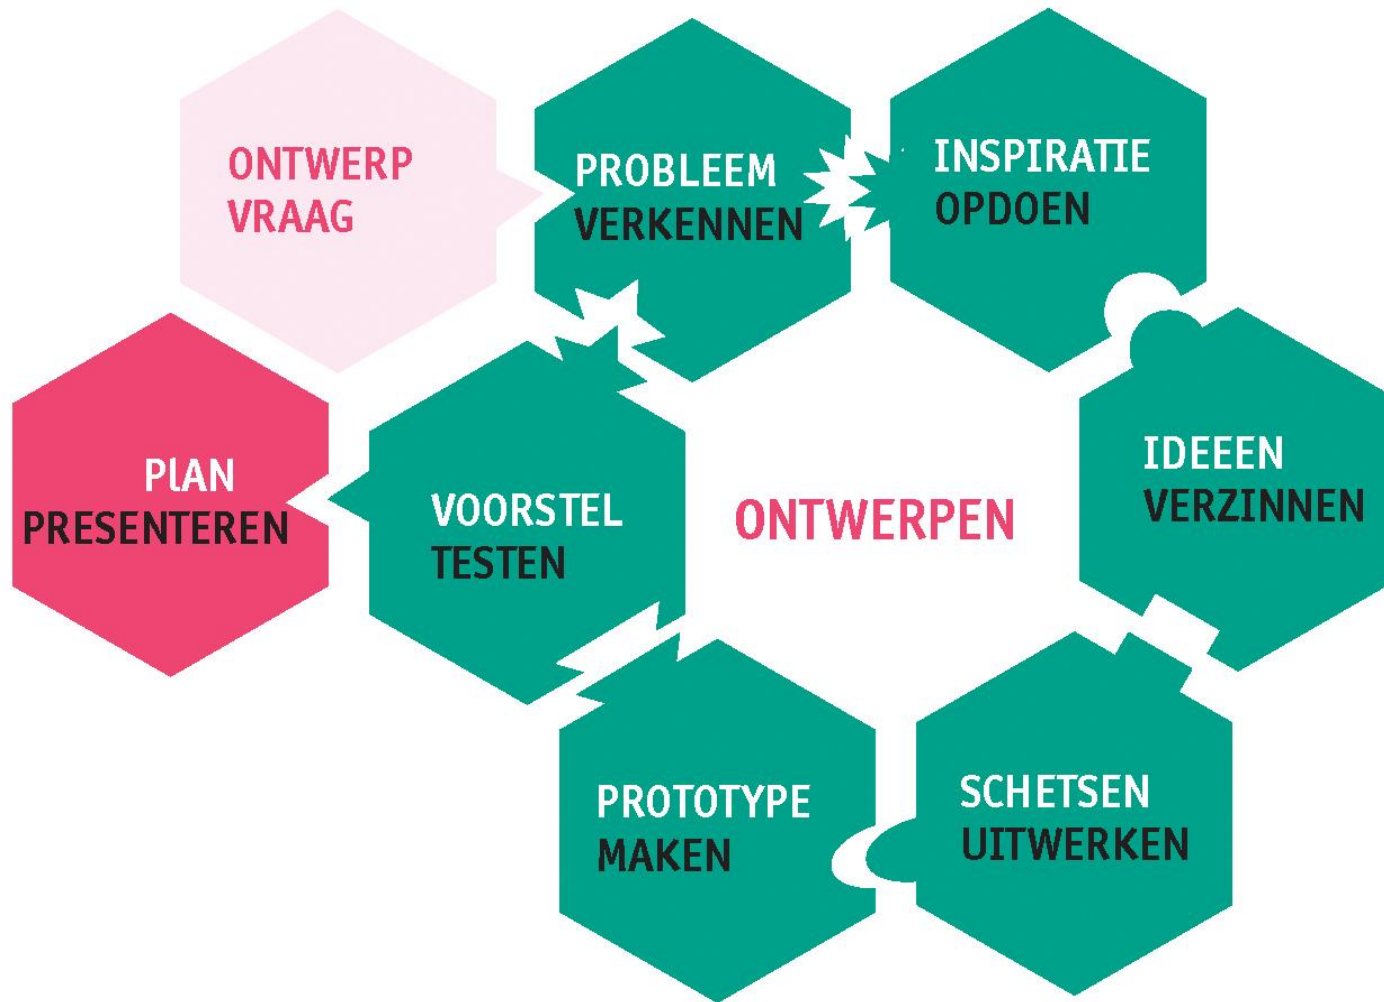 ONTWERP
VRAAG
PROBLEEM
VERKENNEN
INSPIRATIE
OPDOEN
IDEEEN
VERZINNEN
SCHETSEN
UITWERKEN
PROTOTYPE
MAKEN
VOORSTEL
TESTEN
PlAN
PRESENTEREN
ONTWERPEN